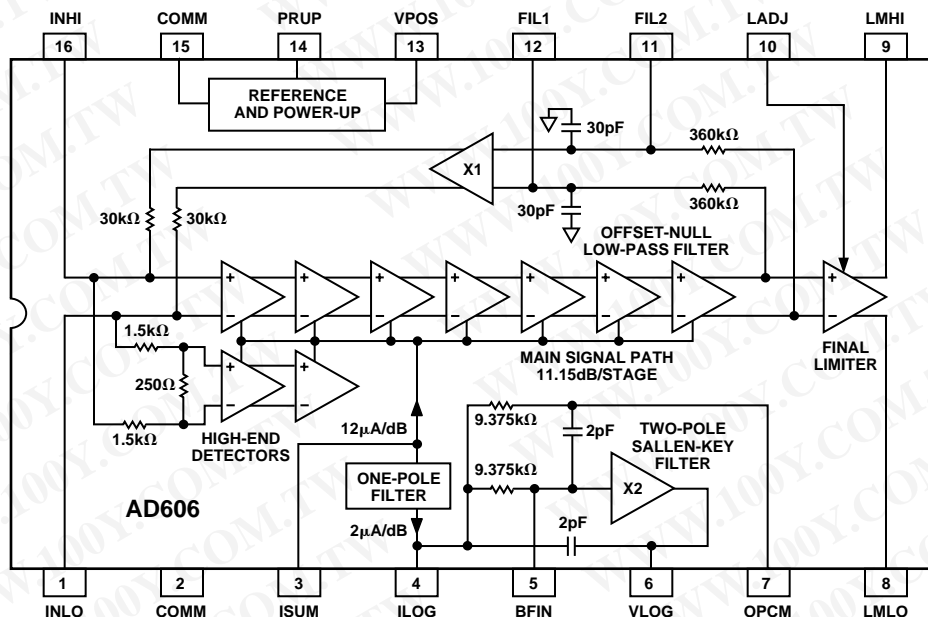 INHI COMM PRUP VPOS FIL1 FIL2 LADJ LMHI
16 15 14 13 12 11 10 9
REFERENCE
AND POWER-UP
30pF
360kΩ
X1
30kΩ 30kΩ
30pF
360kΩ
OFFSET-NULL
LOW-PASS FILTER
+ + + + + + + +
– – – – – – – –
1.5kΩ
250Ω
1.5kΩ
+ +
– –
HIGH-END
DETECTORS
MAIN SIGNAL PATH
11.15dB/STAGE
FINAL
LIMITER
12µA/dB
ONE-POLE
FILTER
2µA/dB
9.375kΩ
9.375kΩ
2pF
TWO-POLE
SALLEN-KEY
FILTER
X2
2pF
AD606
1 2 3 4 5 6 7 8
INLO COMM ISUM ILOG BFIN VLOG OPCM LMLO
WWW.100Y.COM.TW